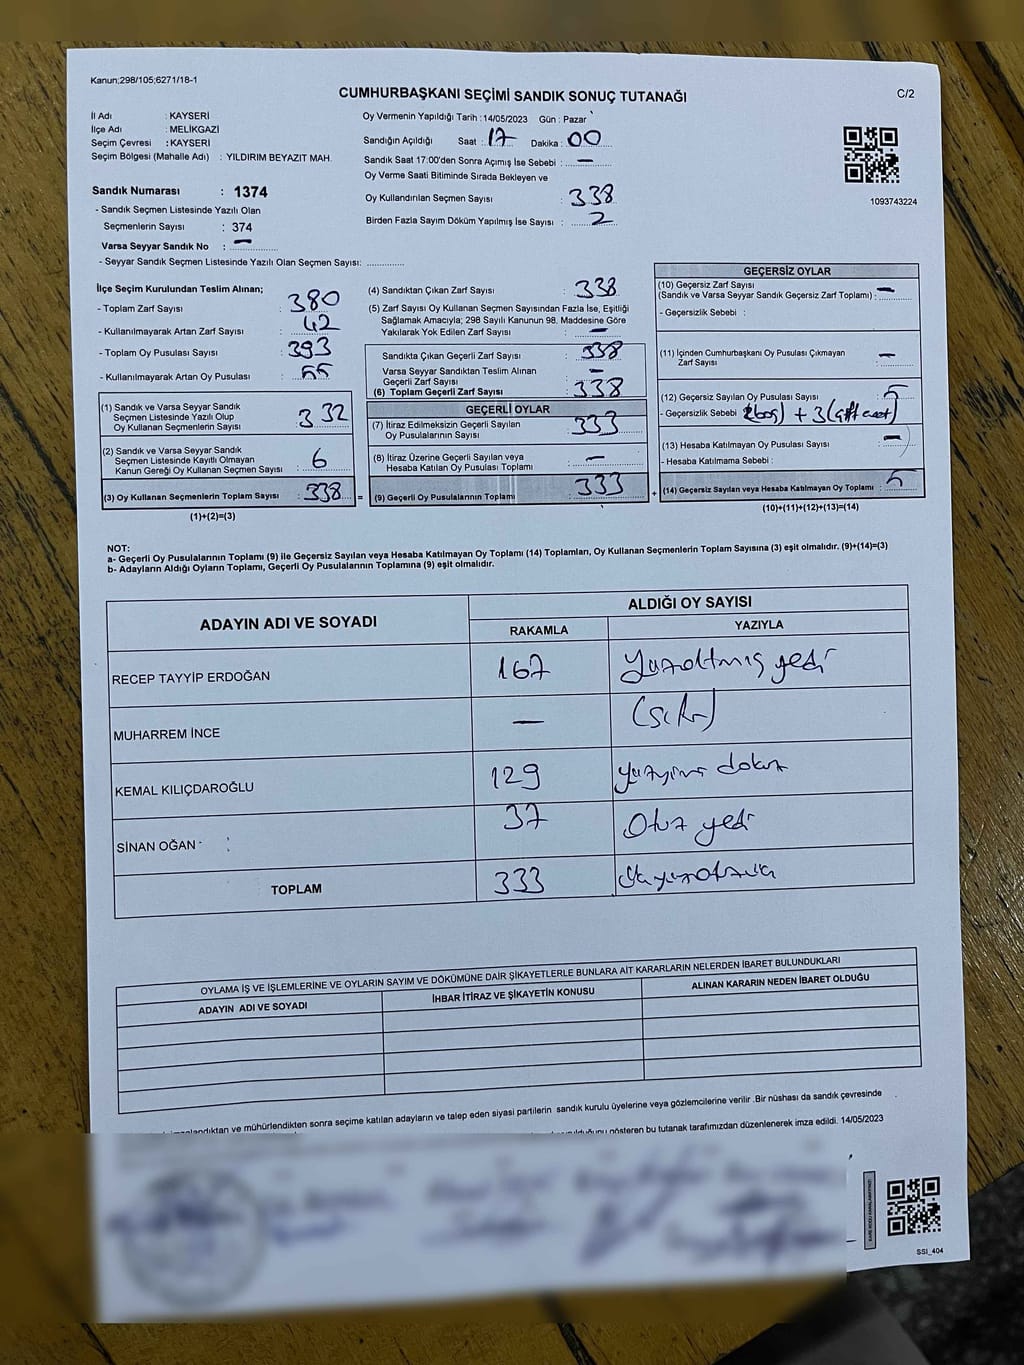 Kanun;298/105;6271/18-1
CUMHURBAŞKANI SEÇİMİ SANDIK SONUÇ TUTANAĞI
C/2
İl Adı : KAYSERİ
İlçe Adı : MELİKGAZİ
Seçim Çevresi : KAYSERİ
Seçim Bölgesi (Mahalle Adı) : YILDIRIM BEYAZIT MAH.
Sandık Numarası : 1374
- Sandık Seçmen Listesinde Yazılı Olan
Seçmenlerin Sayısı : 374
Varsa Seyyar Sandık No : —
- Seyyar Sandık Seçmen Listesinde Yazılı Olan Seçmen Sayısı: ..............
Oy Vermenin Yapıldığı Tarih : 14/05/2023 Gün : Pazar
Sandığın Açıldığı Saat : 17 Dakika : 00
Sandık Saat 17:00'den Sonra Açımış İse Sebebi : —
Oy Verme Saati Bitiminde Sırada Bekleyen ve
Oy Kullandırılan Seçmen Sayısı : 338
Birden Fazla Sayım Döküm Yapılmış İse Sayısı : 2
1093743224
İlçe Seçim Kurulundan Teslim Alınan;
- Toplam Zarf Sayısı : 380
- Kullanılmayarak Artan Zarf Sayısı : 42
- Toplam Oy Pusulası Sayısı : 393
- Kullanılmayarak Artan Oy Pusulası : 55
(1) Sandık ve Varsa Seyyar Sandık
Seçmen Listesinde Yazılı Olup
Oy Kullanan Seçmenlerin Sayısı : 332
(2) Sandık ve Varsa Seyyar Sandık
Seçmen Listesinde Kayıtlı Olmayan
Kanun Gereği Oy Kullanan Seçmen Sayısı : 6
(3) Oy Kullanan Seçmenlerin Toplam Sayısı : 338
(1)+(2)=(3)
(4) Sandıktan Çıkan Zarf Sayısı : 338
(5) Zarf Sayısı Oy Kullanan Seçmen Sayısından Fazla İse, Eşitliği
Sağlamak Amacıyla; 298 Sayılı Kanunun 98. Maddesine Göre
Yakılarak Yok Edilen Zarf Sayısı : —
Sandıkta Çıkan Geçerli Zarf Sayısı : 338
Varsa Seyyar Sandıktan Teslim Alınan
Geçerli Zarf Sayısı : —
(6) Toplam Geçerli Zarf Sayısı : 338
GEÇERLİ OYLAR
(7) İtiraz Edilmeksizin Geçerli Sayılan
Oy Pusulalarının Sayısı : 333
(8) İtiraz Üzerine Geçerli Sayılan veya
Hesaba Katılan Oy Pusulası Toplamı : —
= (9) Geçerli Oy Pusulalarının Toplamı : 333
GEÇERSİZ OYLAR
(10) Geçersiz Zarf Sayısı
(Sandık ve Varsa Seyyar Sandık Geçersiz Zarf Toplamı) : —
- Geçersizlik Sebebi :
(11) İçinden Cumhurbaşkanı Oy Pusulası Çıkmayan
Zarf Sayısı : —
(12) Geçersiz Sayılan Oy Pusulası Sayısı : 5
- Geçersizlik Sebebi : 2(boş) + 3
(13) Hesaba Katılmayan Oy Pusulası Sayısı : —
- Hesaba Katılmama Sebebi :
+ (14) Geçersiz Sayılan veya Hesaba Katılmayan Oy Toplamı : 5
(10)+(11)+(12)+(13)=(14)
NOT:
a- Geçerli Oy Pusulalarının Toplamı (9) ile Geçersiz Sayılan veya Hesaba Katılmayan Oy Toplamı (14) Toplamları, Oy Kullanan Seçmenlerin Toplam Sayısına (3) eşit olmalıdır. (9)+(14)=(3)
b- Adayların Aldığı Oyların Toplamı, Geçerli Oy Pusulalarının Toplamına (9) eşit olmalıdır.
ADAYIN ADI VE SOYADI ALDIĞI OY SAYISI
RAKAMLA YAZIYLA
RECEP TAYYİP ERDOĞAN 167 Yüzaltmış yedi
MUHARREM İNCE — (Sıfır)
KEMAL KILIÇDAROĞLU 129 yüzyirmi dokuz
SİNAN OĞAN 37 Otuz yedi
TOPLAM 333
OYLAMA İŞ VE İŞLEMLERİNE VE OYLARIN SAYIM VE DÖKÜMÜNE DAİR ŞİKAYETLERLE BUNLARA AİT KARARLARIN NELERDEN İBARET BULUNDUKLARI
ADAYIN ADI VE SOYADI İHBAR İTİRAZ VE ŞİKAYETİN KONUSU ALINAN KARARIN NEDEN İBARET OLDUĞU
mühürlendikten sonra seçime katılan adayların ve talep eden siyasi partilerin sandık kurulu üyelerine veya gözlemcilerine verilir .Bir nüshası da sandık çevresinde
gösteren bu tutanak tarafımızdan düzenlenerek imza edildi. 14/05/2023
SSI_404